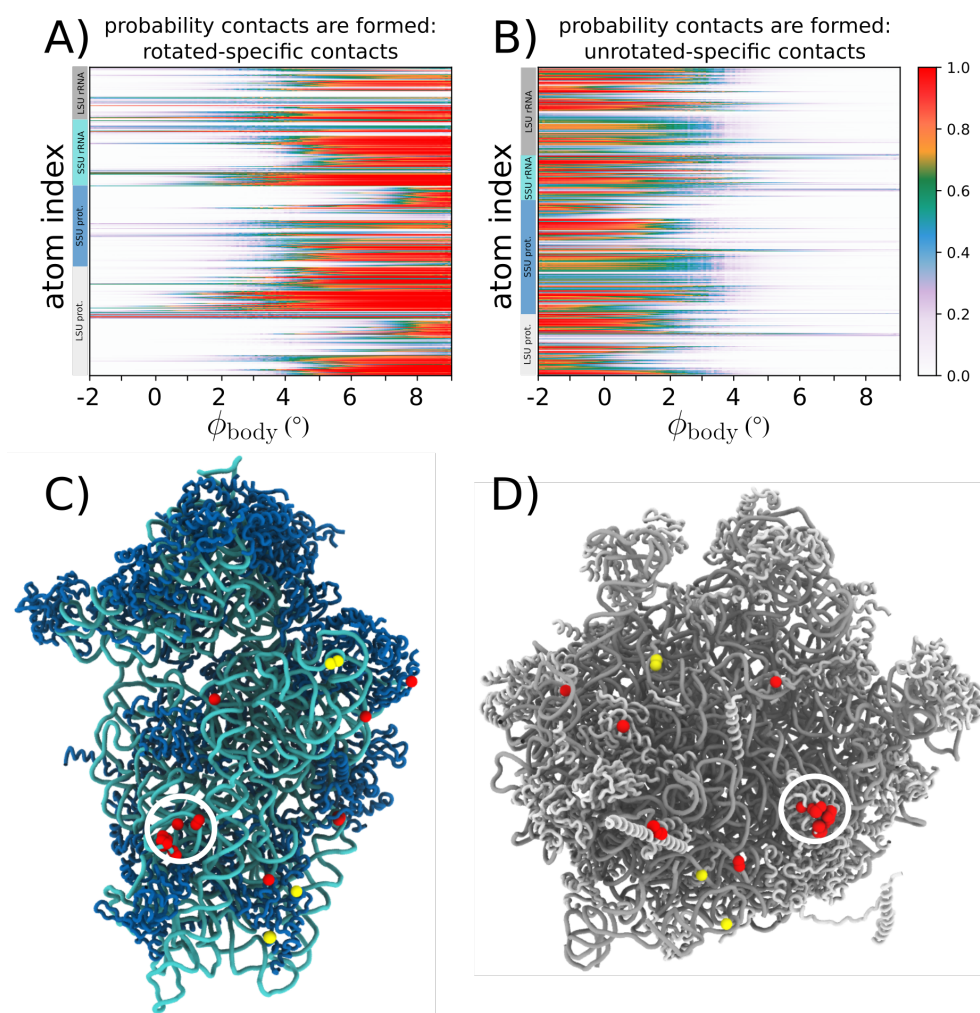 A) probability contacts are formed:
rotated-specific contacts
B) probability contacts are formed:
unrotated-specific contacts
atom index
LSU rRNA
SSU rRNA
SSU prot.
LSU prot.
-2 0 2 4 6 8
ϕbody (°)
atom index
LSU rRNA
SSU rRNA
SSU prot.
LSU prot.
-2 0 2 4 6 8
ϕbody (°)
1.0
0.8
0.6
0.4
0.2
0.0
C)
D)